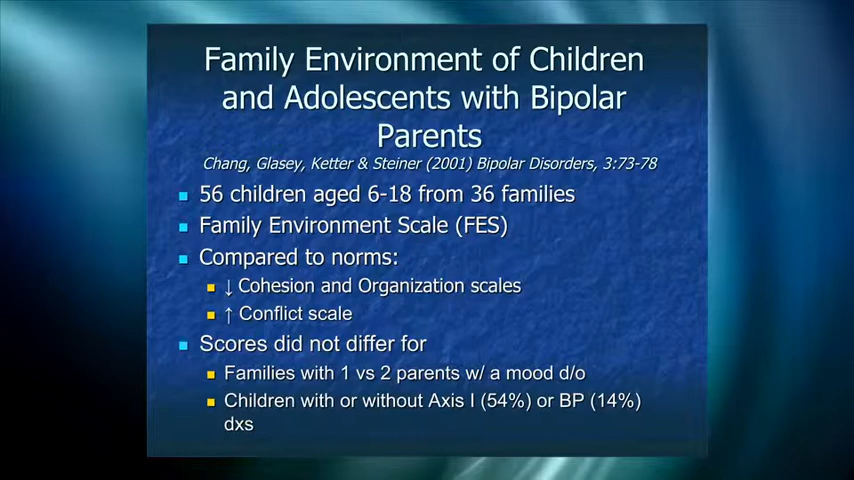 Family Environment of Children
and Adolescents with Bipolar
Parents
Chang, Glasey, Ketter & Steiner (2001) Bipolar Disorders, 3:73-78
56 children aged 6-18 from 36 families
Family Environment Scale (FES)
Compared to norms:
↓ Cohesion and Organization scales
↑ Conflict scale
Scores did not differ for
Families with 1 vs 2 parents w/ a mood d/o
Children with or without Axis I (54%) or BP (14%)
dxs